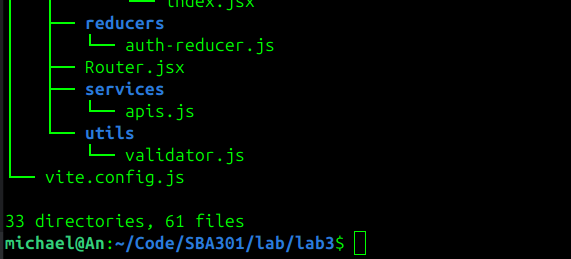 index.jsx
reducers
auth-reducer.js
Router.jsx
services
apis.js
utils
validator.js
vite.config.js
33 directories, 61 files
michael@An:~/Code/SBA301/lab/lab3$